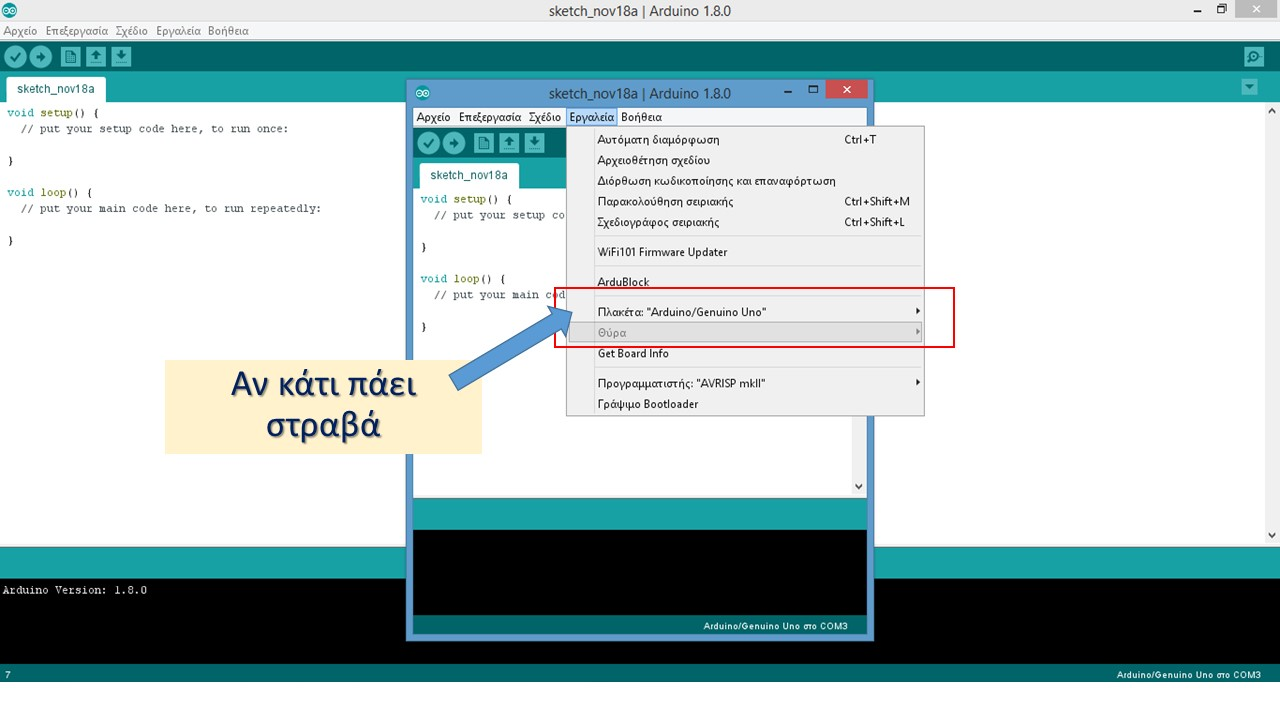 sketch_nov18a | Arduino 1.8.0
Αρχείο Επεξεργασία Σχέδιο Εργαλεία Βοήθεια
sketch_nov18a
void setup() {
// put your setup code here, to run once:
}
void loop() {
// put your main code here, to run repeatedly:
}
sketch_nov18a | Arduino 1.8.0
Αρχείο Επεξεργασία Σχέδιο Εργαλεία Βοήθεια
sketch_nov18a
void setup() {
// put your setup co
}
void loop() {
// put your main cod
}
Αυτόματη διαμόρφωση Ctrl+T
Αρχειοθέτηση σχεδίου
Διόρθωση κωδικοποίησης και επαναφόρτωση
Παρακολούθηση σειριακής Ctrl+Shift+M
Σχεδιογράφος σειριακής Ctrl+Shift+L
WiFi101 Firmware Updater
ArduBlock
Πλακέτα: "Arduino/Genuino Uno"
Θύρα
Get Board Info
Προγραμματιστής: "AVRISP mkII"
Γράψιμο Bootloader
Αν κάτι πάει
στραβά
Arduino/Genuino Uno στο COM3
Arduino Version: 1.8.0
7 Arduino/Genuino Uno στο COM3